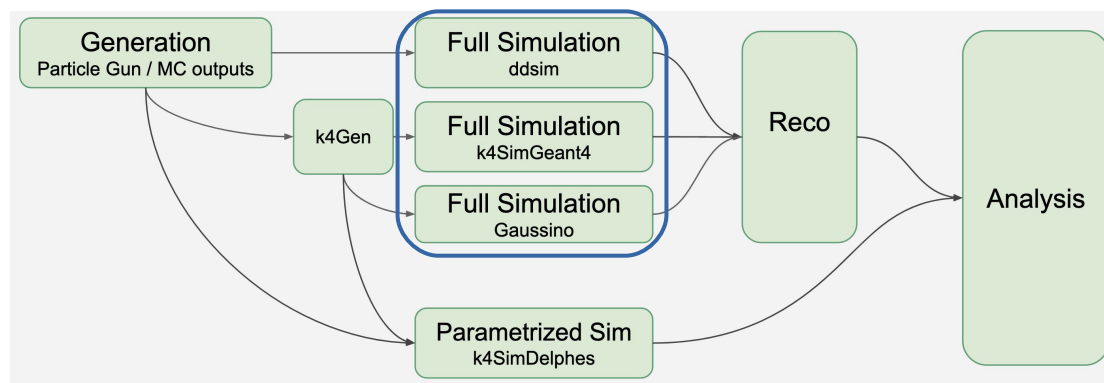 Generation
Particle Gun / MC outputs
Full Simulation
ddsim
k4Gen
Full Simulation
k4SimGeant4
Full Simulation
Gaussino
Parametrized Sim
k4SimDelphes
Reco
Analysis